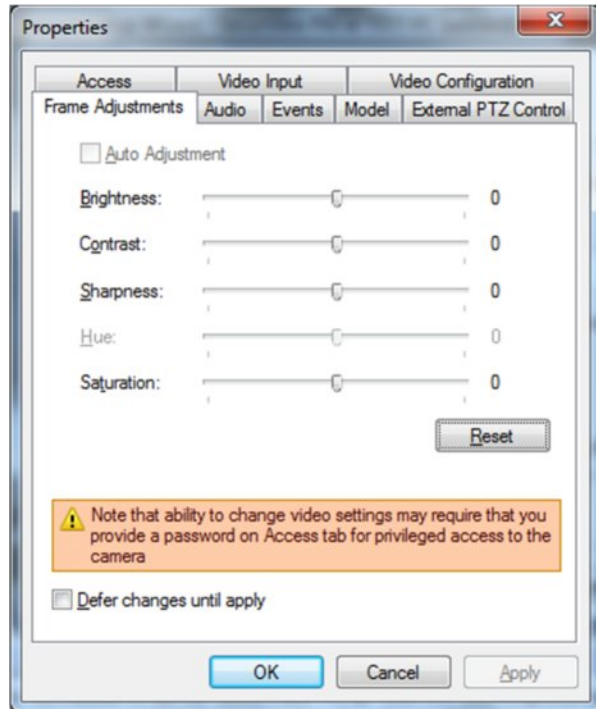 Properties
Access Video Input Video Configuration
Frame Adjustments Audio Events Model External PTZ Control
Auto Adjustment
Brightness: 0
Contrast: 0
Sharpness: 0
Hue: 0
Saturation: 0
Reset
Note that ability to change video settings may require that you
provide a password on Access tab for privileged access to the
camera
Defer changes until apply
OK Cancel Apply